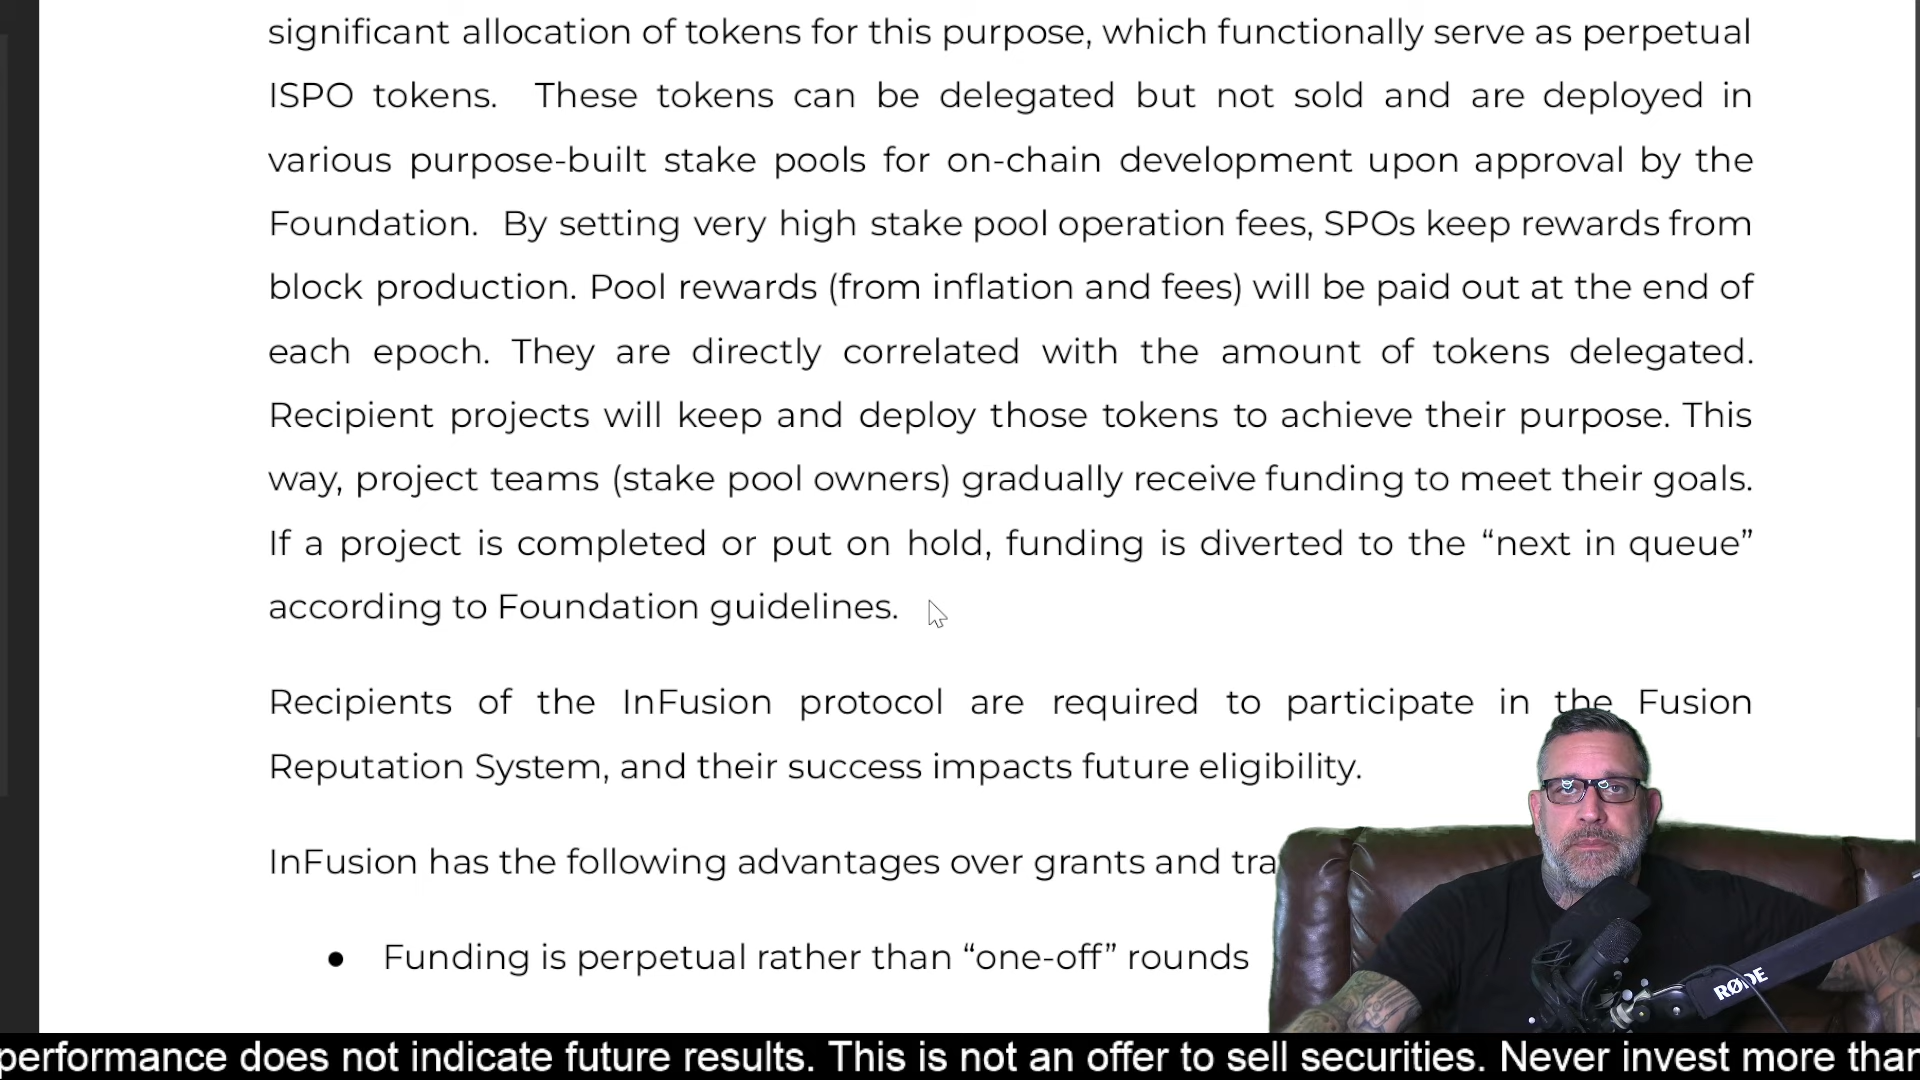 significant allocation of tokens for this purpose, which functionally serve as perpetual
ISPO tokens. These tokens can be delegated but not sold and are deployed in
various purpose-built stake pools for on-chain development upon approval by the
Foundation. By setting very high stake pool operation fees, SPOs keep rewards from
block production. Pool rewards (from inflation and fees) will be paid out at the end of
each epoch. They are directly correlated with the amount of tokens delegated.
Recipient projects will keep and deploy those tokens to achieve their purpose. This
way, project teams (stake pool owners) gradually receive funding to meet their goals.
If a project is completed or put on hold, funding is diverted to the “next in queue”
according to Foundation guidelines.
Recipients of the InFusion protocol are required to participate in the Fusion
Reputation System, and their success impacts future eligibility.
InFusion has the following advantages over grants and tra
● Funding is perpetual rather than “one-off” rounds
RØDE
performance does not indicate future results. This is not an offer to sell securities. Never invest more than